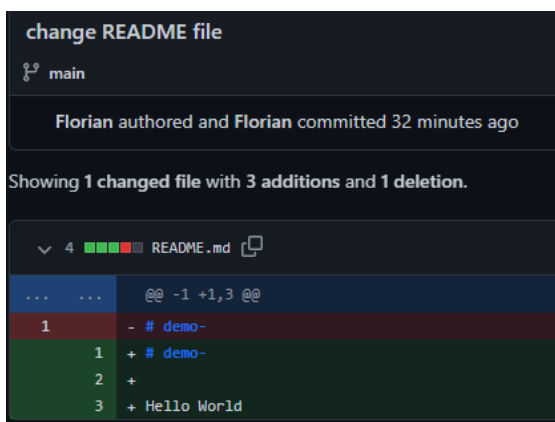 change README file
main
Florian authored and Florian committed 32 minutes ago
Showing 1 changed file with 3 additions and 1 deletion.
4 README.md
... ... @@ -1 +1,3 @@
1 - # demo-
1 + # demo-
2 +
3 + Hello World